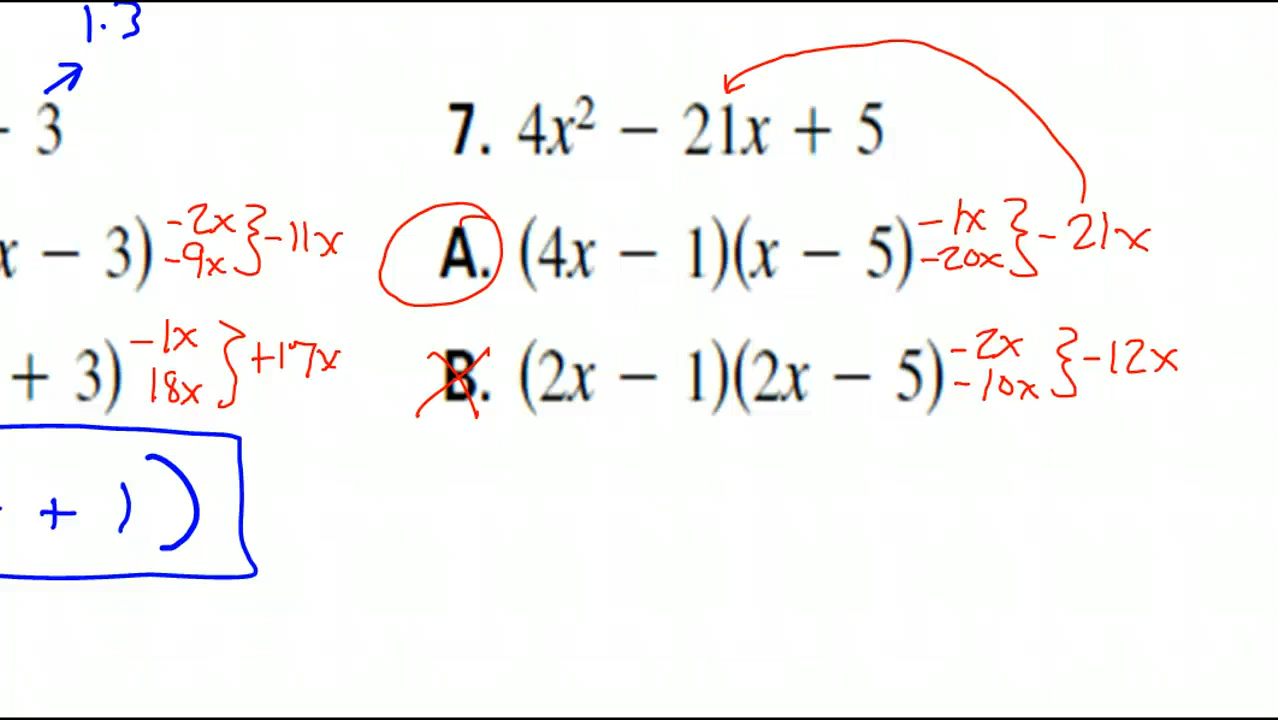 1·3
- 3
x - 3) -2x
-9x } -11x
+ 3) -1x
18x } +17x
+ 1)
7. 4x² - 21x + 5
A. (4x - 1)(x - 5) -1x
-20x } -21x
B. (2x - 1)(2x - 5) -2x
-10x } -12x